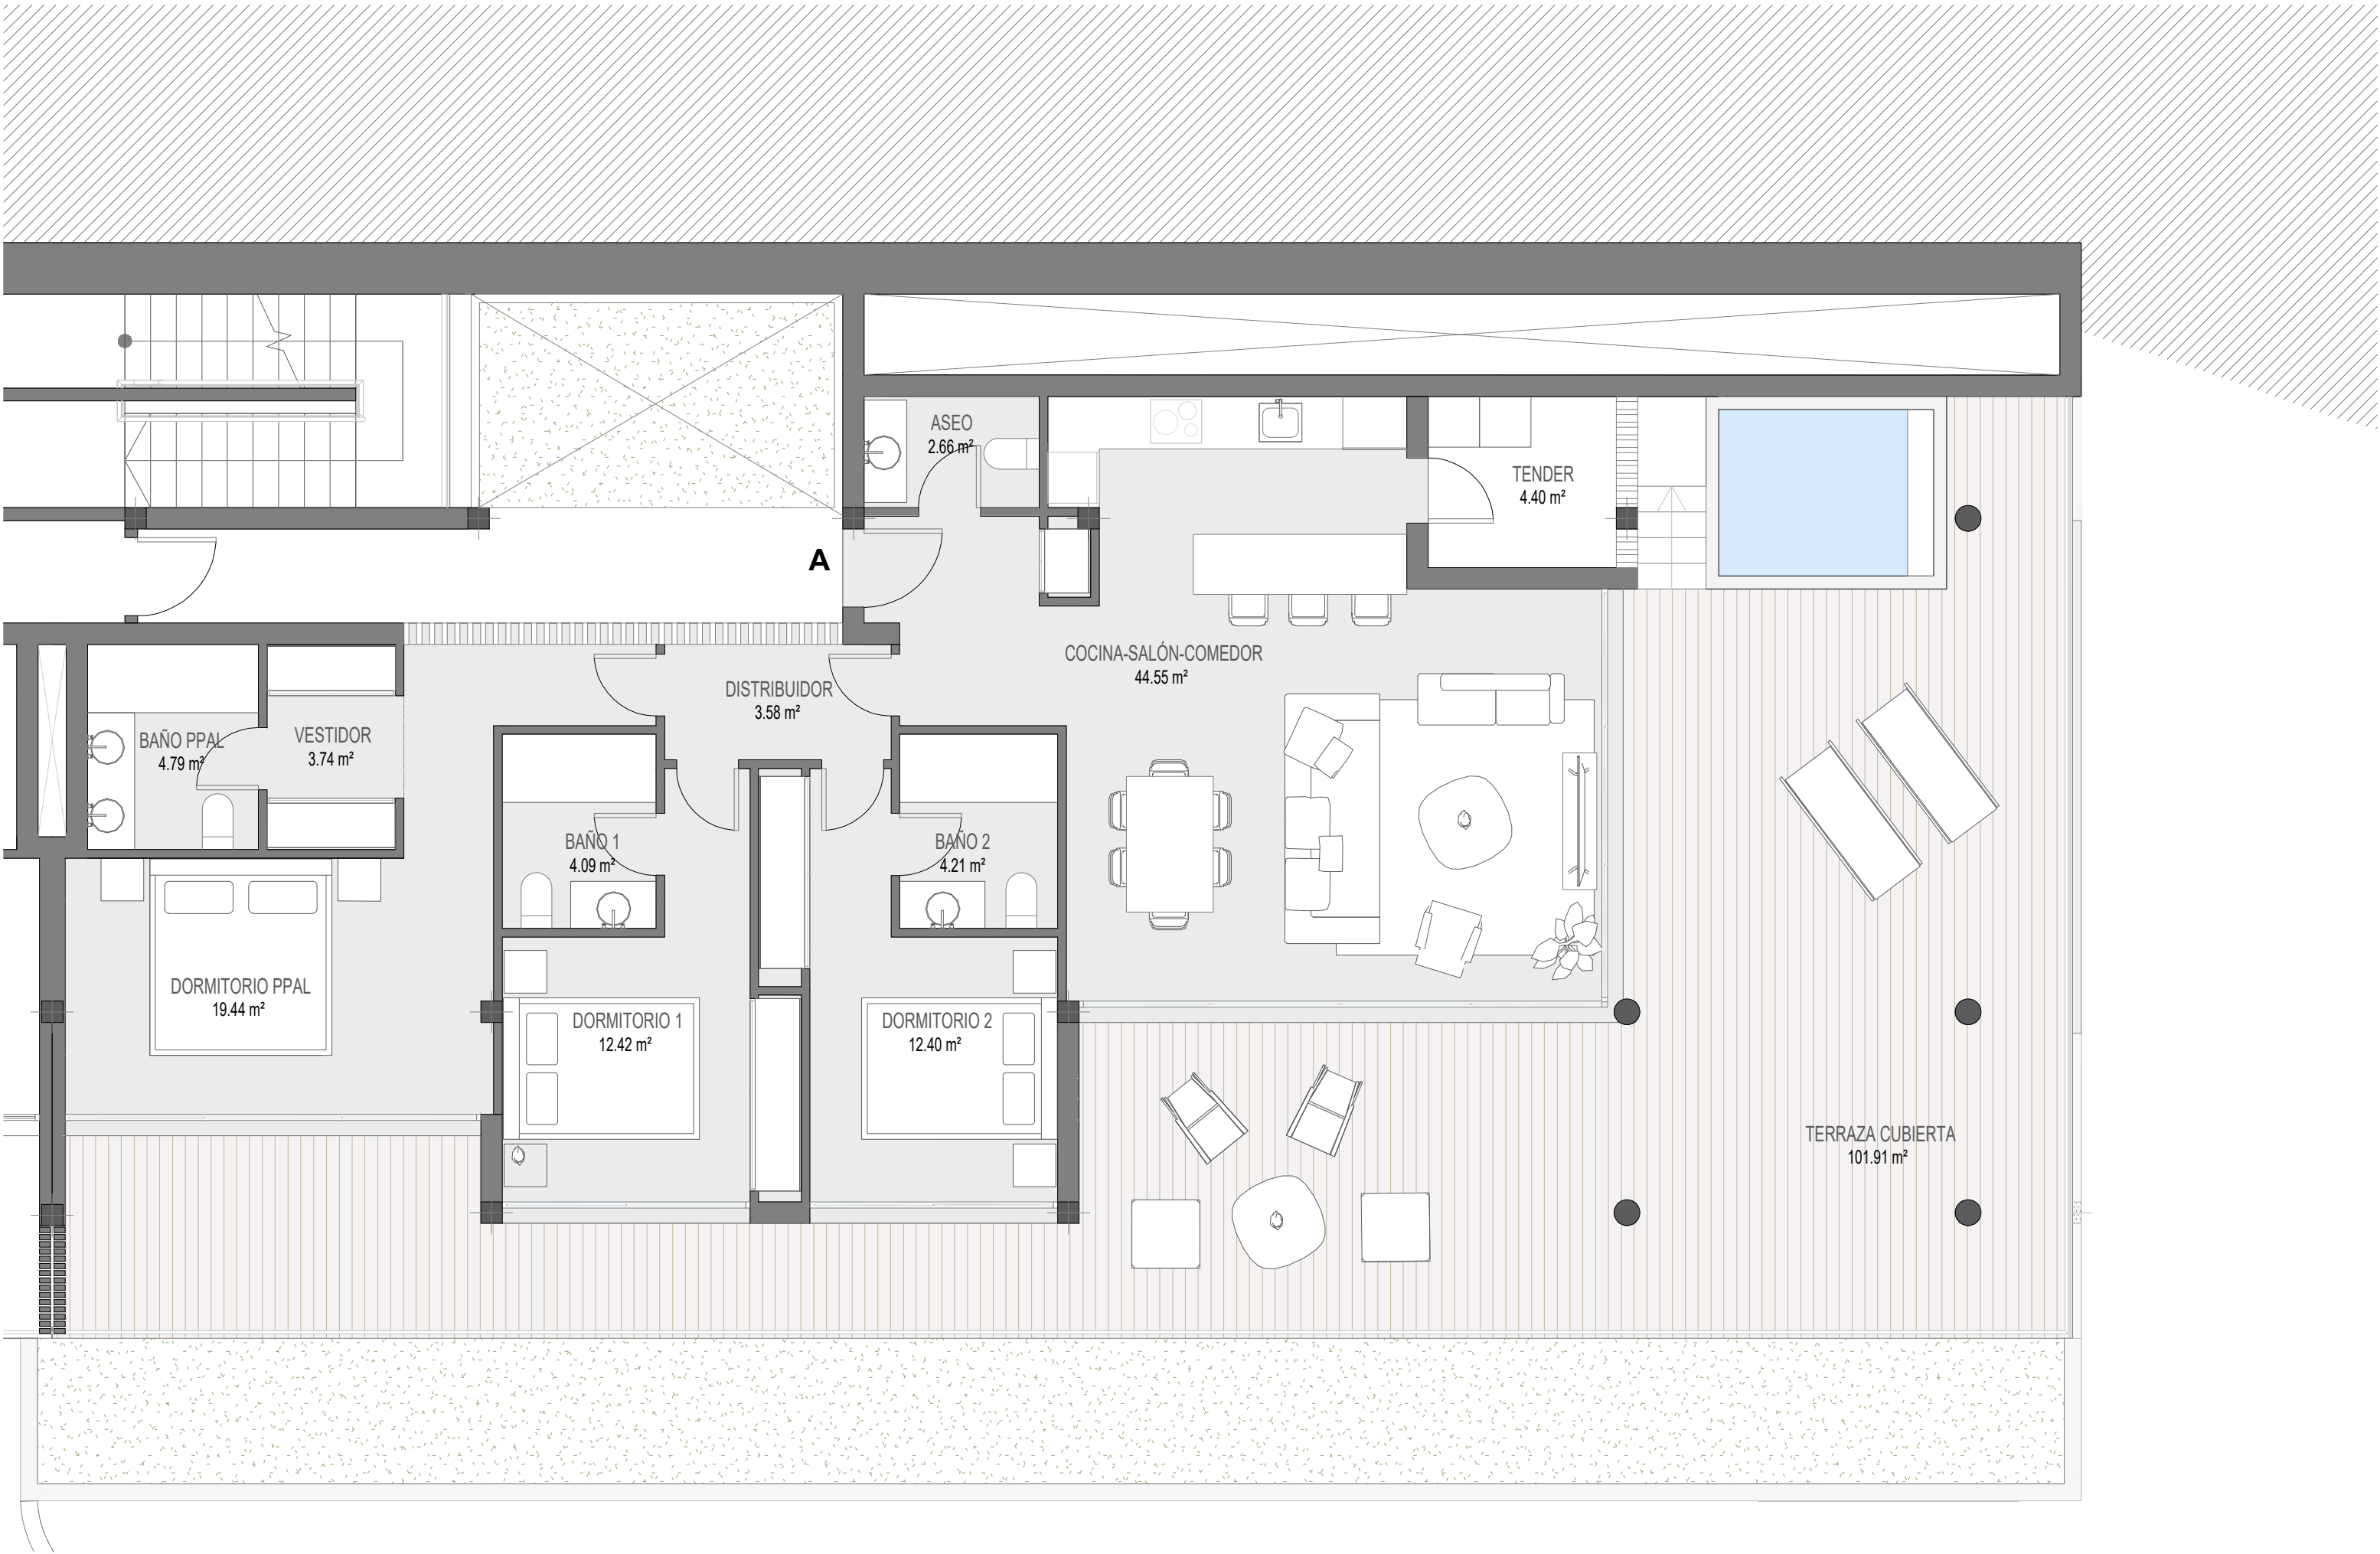 ASEO
2.66 m²
TENDER
4.40 m²
A
COCINA-SALÓN-COMEDOR
44.55 m²
DISTRIBUIDOR
3.58 m²
BAÑO PPAL
4.79 m²
VESTIDOR
3.74 m²
BAÑO 1
4.09 m²
BAÑO 2
4.21 m²
DORMITORIO PPAL
19.44 m²
DORMITORIO 1
12.42 m²
DORMITORIO 2
12.40 m²
TERRAZA CUBIERTA
101.91 m²